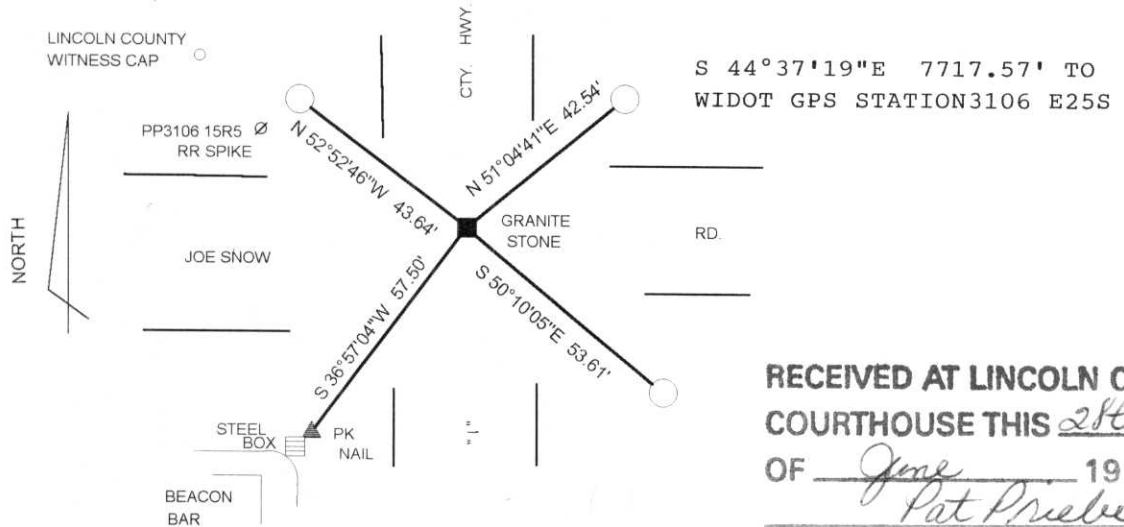 LINCOLN COUNTY
WITNESS CAP
CTY. HWY.
S 44°37'19"E 7717.57' TO
WIDOT GPS STATION3106 E25S
PP3106 15R5
RR SPIKE
N 52°52'46"W 43.64'
N 51°04'41"E 42.54'
GRANITE
STONE
RD.
NORTH
JOE SNOW
S 36°57'04"W 57.50'
S 50°10'05"E 53.61'
STEEL
BOX
PK
NAIL
"J"
BEACON
BAR
RECEIVED AT LINCOLN C
COURTHOUSE THIS 28t
OF June 19
Pat Priebe